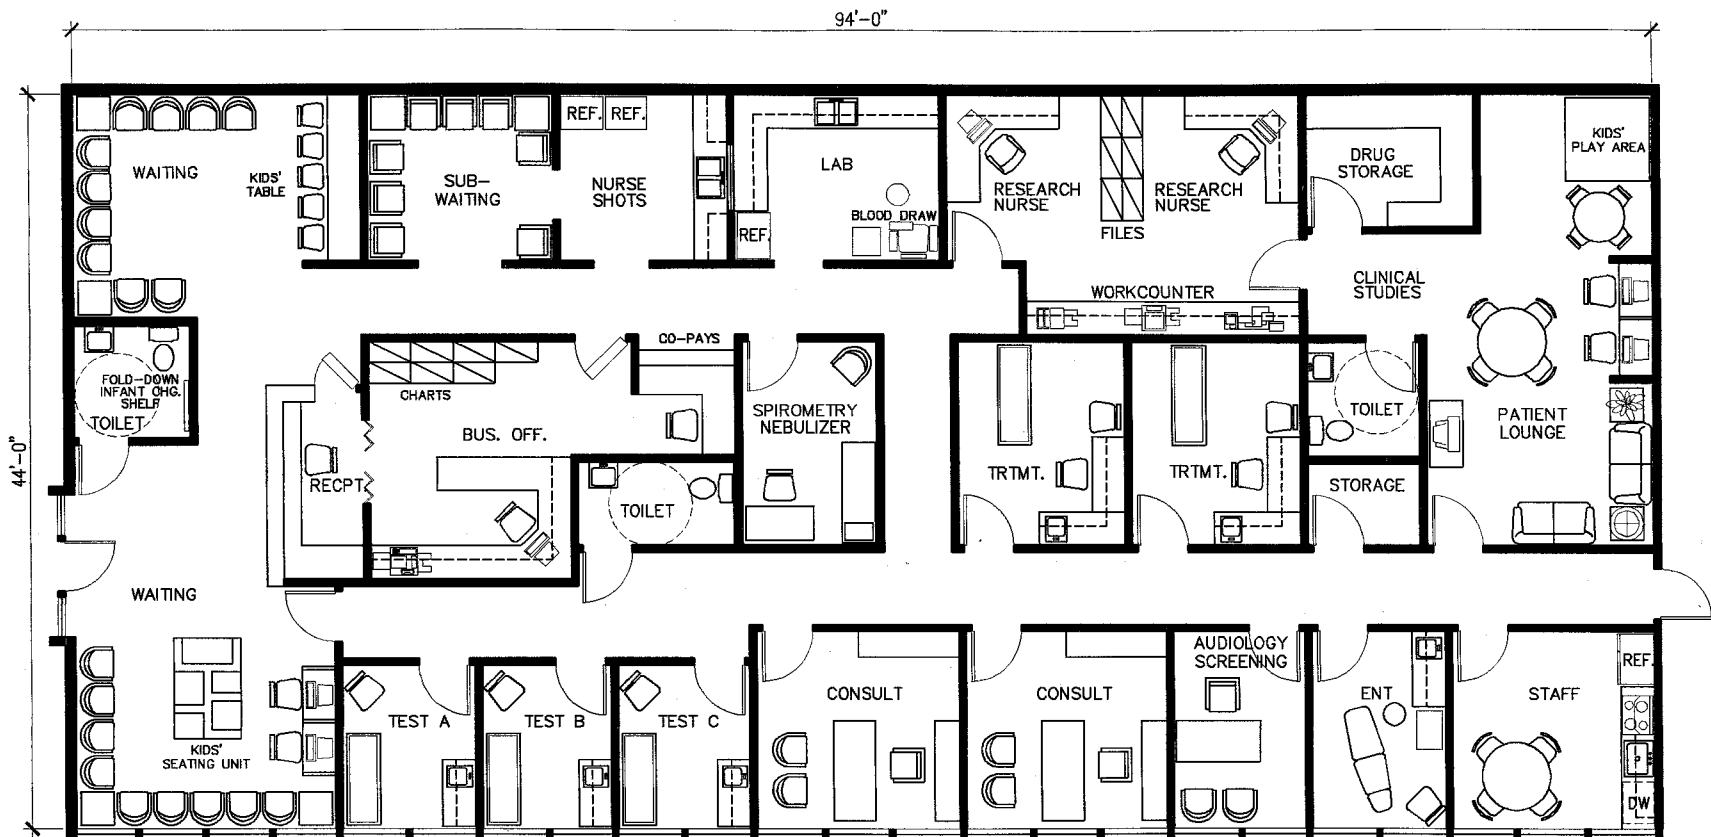 94'-0"
44'-0"
WAITING
KIDS'
TABLE
SUB-
WAITING
REF.
REF.
NURSE
SHOTS
LAB
BLOOD DRAW
REF.
RESEARCH
NURSE
FILES
RESEARCH
NURSE
WORKCOUNTER
DRUG
STORAGE
KIDS'
PLAY AREA
CLINICAL
STUDIES
FOLD-DOWN
INFANT CHG.
SHELF
TOILET
CHARTS
CO-PAYS
BUS. OFF.
RECPT.
TOILET
SPIROMETRY
NEBULIZER
TRTMT.
TRTMT.
TOILET
STORAGE
PATIENT
LOUNGE
WAITING
KIDS'
SEATING UNIT
TEST A
TEST B
TEST C
CONSULT
CONSULT
AUDIOLOGY
SCREENING
ENT
STAFF
REF.
DW